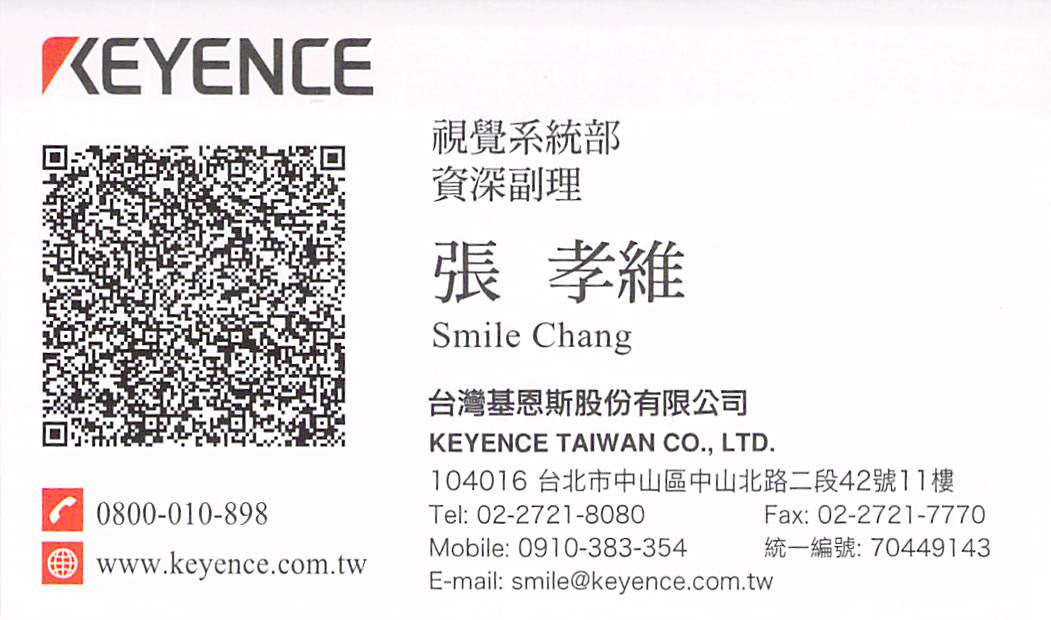 KEYENCE
視覺系統部
資深副理
張 孝維
Smile Chang
台灣基恩斯股份有限公司
KEYENCE TAIWAN CO., LTD.
104016 台北市中山區中山北路二段42號11樓
Tel: 02-2721-8080 Fax: 02-2721-7770
Mobile: 0910-383-354 統一編號: 70449143
E-mail: smile@keyence.com.tw
0800-010-898
www.keyence.com.tw